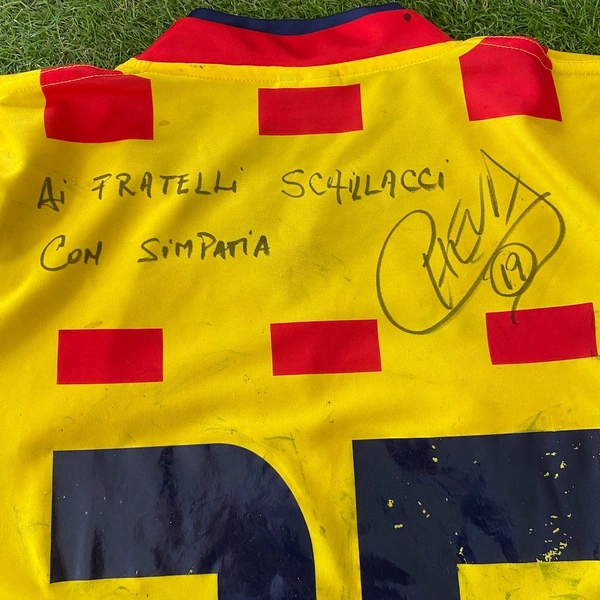 Ai FRATELLi SCHiLLACCi
CON SiMPATiA
19